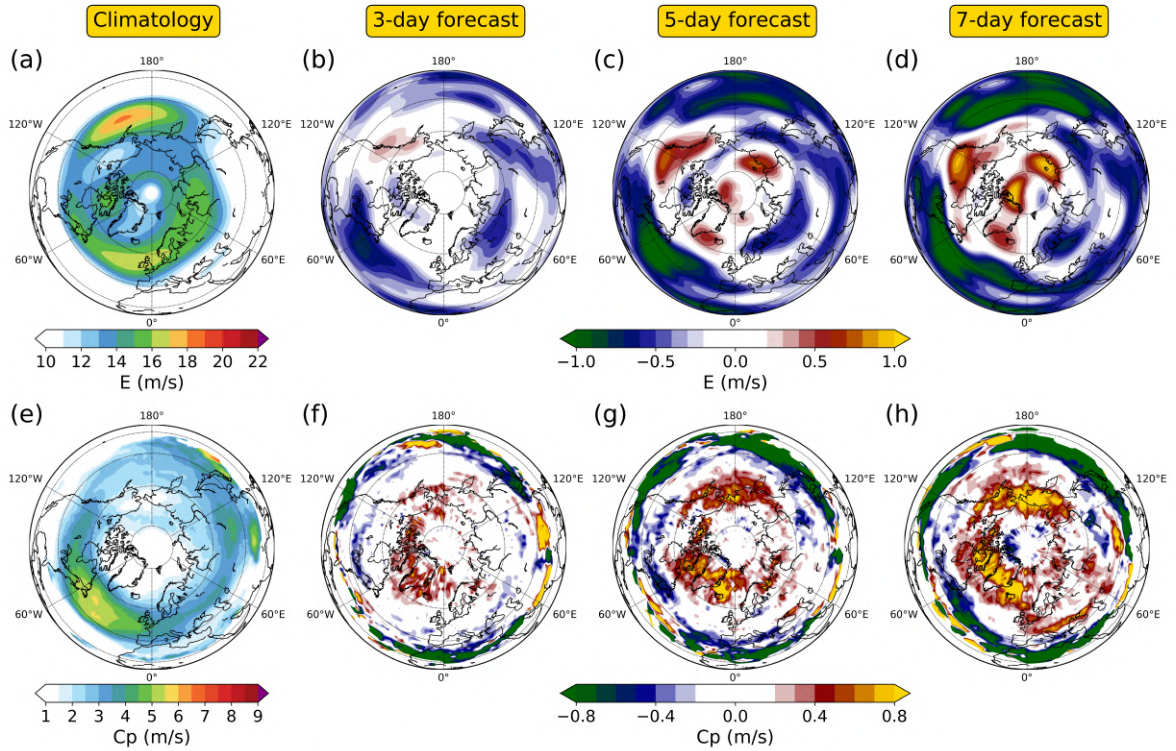 Climatology 3-day forecast 5-day forecast 7-day forecast
(a) (b) (c) (d)
180° 180° 180° 180°
120°W 120°E 120°W 120°E 120°W 120°E 120°W 120°E
60°W 60°E 60°W 60°E 60°W 60°E 60°W 60°E
0° 0° 0° 0°
10 12 14 16 18 20 22 −1.0 −0.5 0.0 0.5 1.0
E (m/s) E (m/s)
(e) (f) (g) (h)
180° 180° 180° 180°
120°W 120°E 120°W 120°E 120°W 120°E 120°W 120°E
60°W 60°E 60°W 60°E 60°W 60°E 60°W 60°E
0° 0° 0° 0°
1 2 3 4 5 6 7 8 9 −0.8 −0.4 0.0 0.4 0.8
Cp (m/s) Cp (m/s)